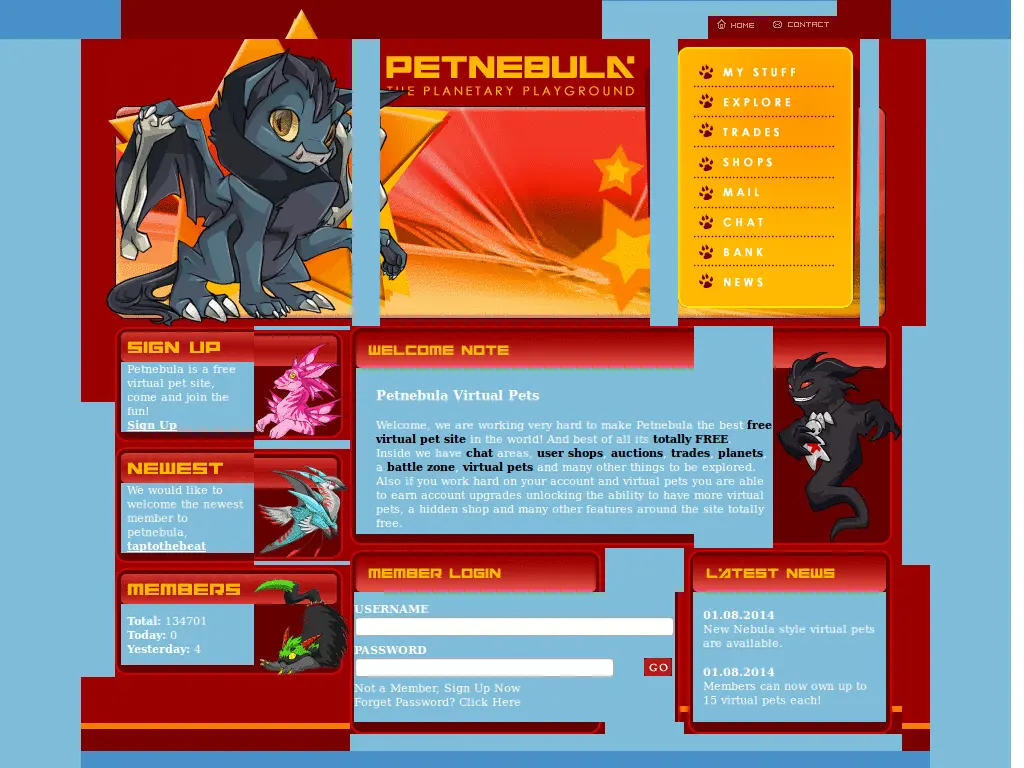 HOME CONTACT
PETNEBULA
THE PLANETARY PLAYGROUND
MY STUFF
EXPLORE
TRADES
SHOPS
MAIL
CHAT
BANK
NEWS
SIGN UP
Petnebula is a free
virtual pet site,
come and join the
fun!
Sign Up
NEWEST
We would like to
welcome the newest
member to
petnebula,
taptothebeat
MEMBERS
Total: 134701
Today: 0
Yesterday: 4
WELCOME NOTE
Petnebula Virtual Pets
Welcome, we are working very hard to make Petnebula the best free
virtual pet site in the world! And best of all its totally FREE.
Inside we have chat areas, user shops, auctions, trades, planets,
a battle zone, virtual pets and many other things to be explored.
Also if you work hard on your account and virtual pets you are able
to earn account upgrades unlocking the ability to have more virtual
pets, a hidden shop and many other features around the site totally
free.
MEMBER LOGIN
USERNAME
PASSWORD
GO
Not a Member, Sign Up Now
Forget Password? Click Here
LATEST NEWS
01.08.2014
New Nebula style virtual pets
are available.
01.08.2014
Members can now own up to
15 virtual pets each!